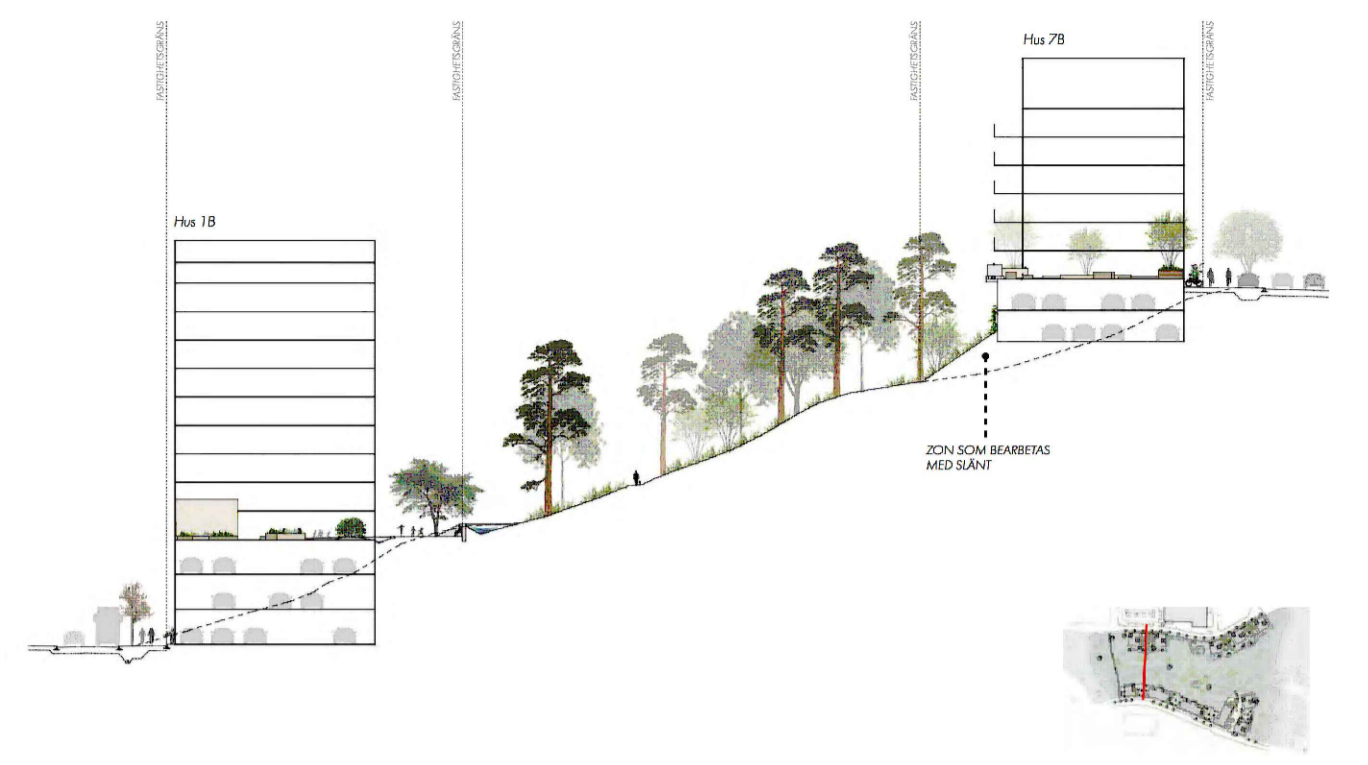 FASTIGHETSGRÄNS
FASTIGHETSGRÄNS
FASTIGHETSGRÄNS
FASTIGHETSGRÄNS
Hus 7B
Hus 1B
ZON SOM BEARBETAS
MED SLÄNT